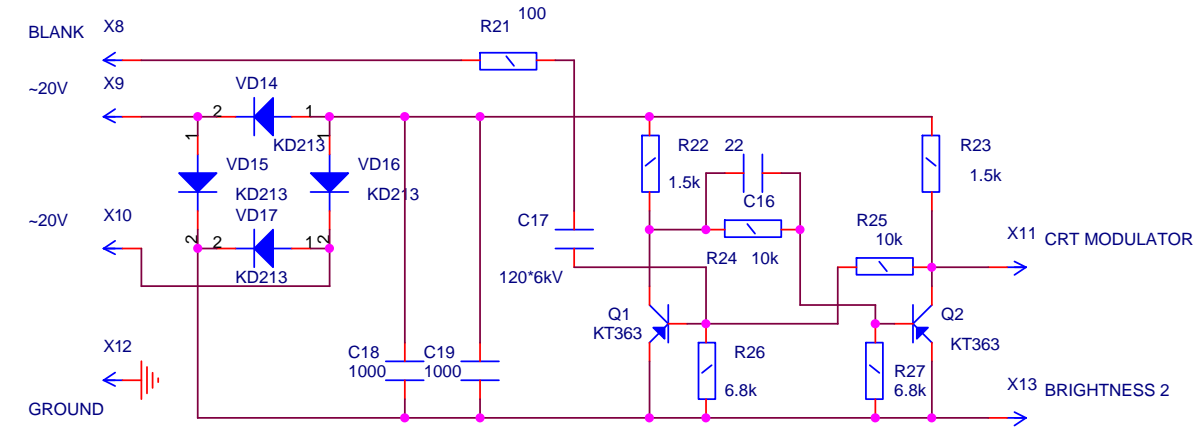 100
BLANK X8 R21
~20V X9 VD14
2 1
KD213
R22 22 R23
1 1
VD15 VD16
1.5k 1.5k
KD213 KD213
C16
~20V X10 VD17
C17 R25
2 2 1 2
10k
X11 CRT MODULATOR
R24 10k
KD213
120*6kV
Q1 Q2
KT363 KT363
X12
C18 C19 R26 R27
1000 1000
6.8k 6.8k
X13 BRIGHTNESS 2
GROUND